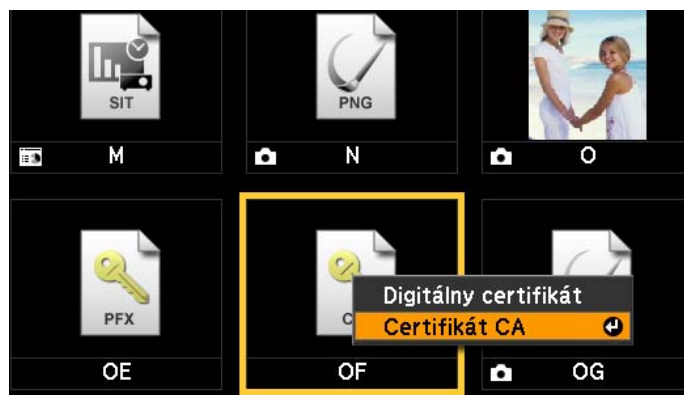 SIT
PNG
M
N
O
PFX
Digitálny certifikát
Certifikát CA
OE
OF
OG